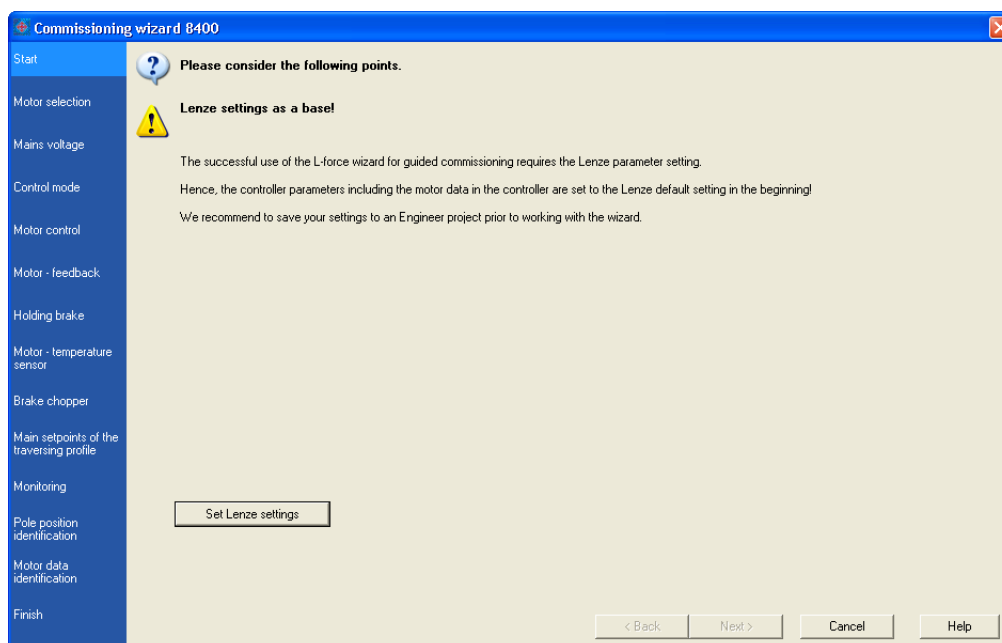 Commissioning wizard 8400
Start
Motor selection
Mains voltage
Control mode
Motor control
Motor - feedback
Holding brake
Motor - temperature
sensor
Brake chopper
Main setpoints of the
traversing profile
Monitoring
Pole position
identification
Motor data
identification
Finish
Please consider the following points.
Lenze settings as a base!
The successful use of the L-force wizard for guided commissioning requires the Lenze parameter setting.
Hence, the controller parameters including the motor data in the controller are set to the Lenze default setting in the beginning!
We recommend to save your settings to an Engineer project prior to working with the wizard.
Set Lenze settings
< Back
Next >
Cancel
Help